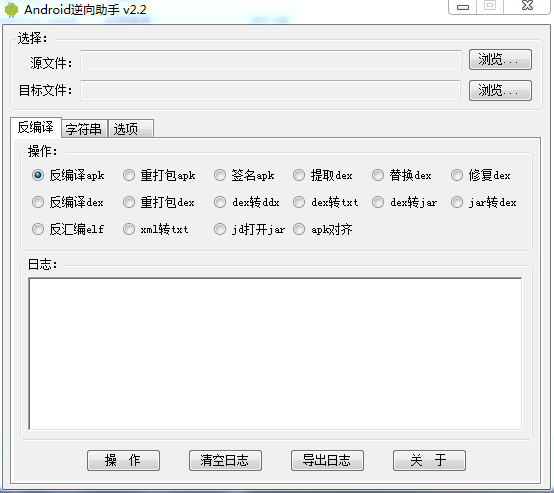 Android逆向助手 v2.2
选择：
源文件： 浏览...
目标文件： 浏览...
反编译 字符串 选项
操作：
反编译apk 重打包apk 签名apk 提取dex 替换dex 修复dex
反编译dex 重打包dex dex转ddx dex转txt dex转jar jar转dex
反汇编elf xml转txt jd打开jar apk对齐
日志：
操 作 清空日志 导出日志 关 于